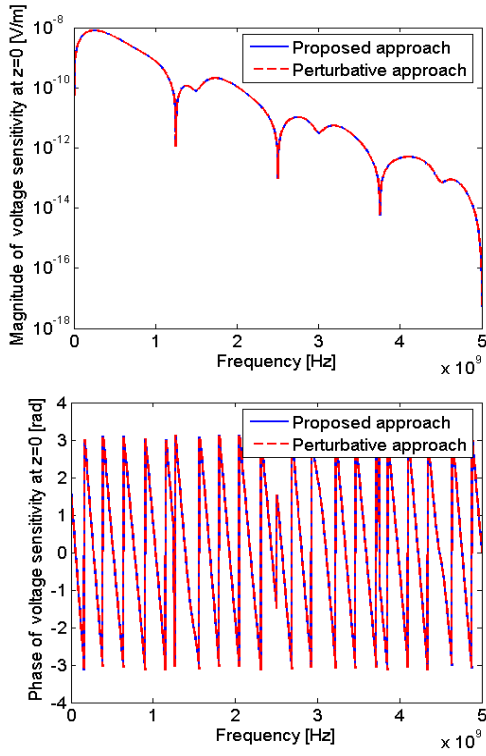 Magnitude of voltage sensitivity at z=0 [V/m]
10^-8
10^-10
10^-12
10^-14
10^-16
10^-18
Proposed approach
Perturbative approach
0 1 2 3 4 5
Frequency [Hz]
x 10^9
Phase of voltage sensitivity at z=0 [rad]
4
3
2
1
0
-1
-2
-3
-4
Proposed approach
Perturbative approach
0 1 2 3 4 5
Frequency [Hz]
x 10^9